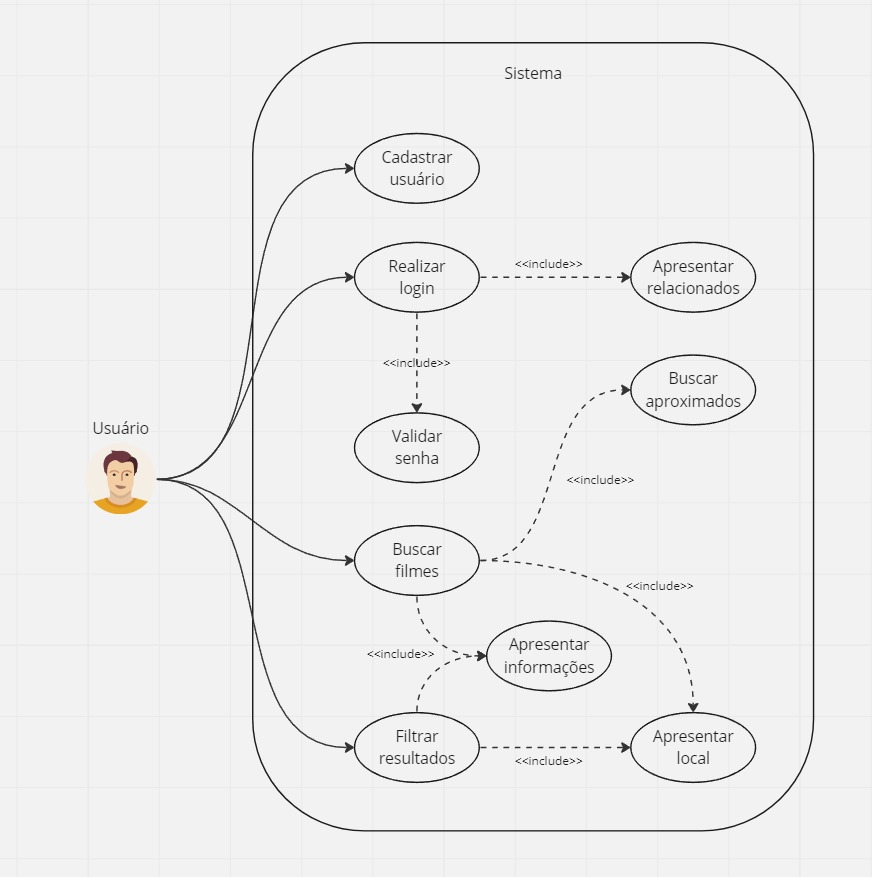 Sistema
Cadastrar
usuário
Realizar
login
<<include>>
Apresentar
relacionados
<<include>>
Buscar
aproximados
Usuário
Validar
senha
<<include>>
Buscar
filmes
<<include>>
Apresentar
informações
<<include>>
Filtrar
resultados
<<include>>
Apresentar
local